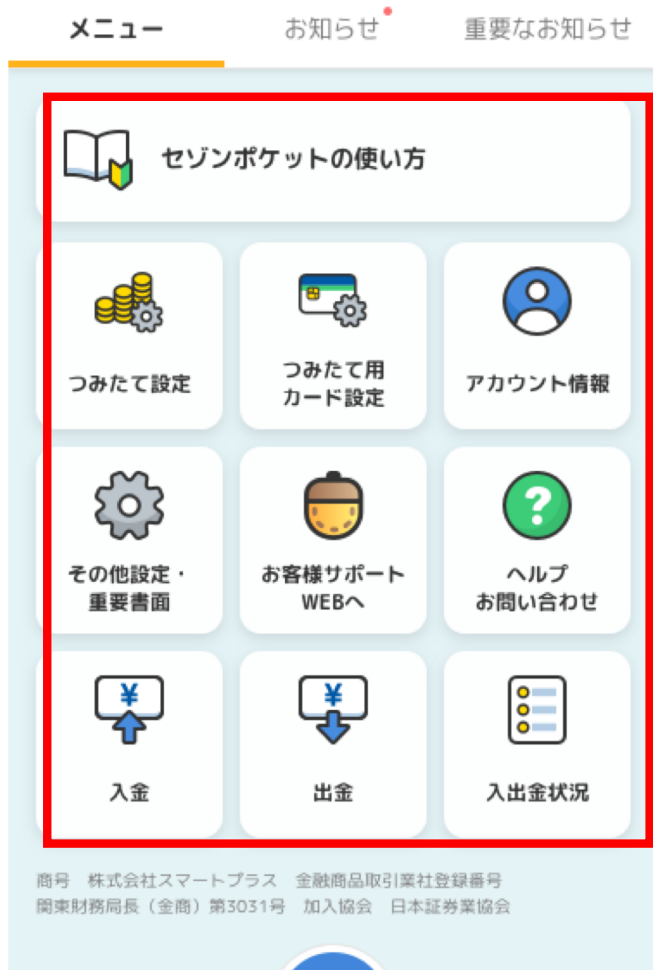 メニュー お知らせ 重要なお知らせ
セゾンポケットの使い方
つみたて設定
つみたて用
カード設定
アカウント情報
その他設定・
重要書面
お客様サポート
WEBへ
ヘルプ
お問い合わせ
¥
入金
¥
出金
入出金状況
商号 株式会社スマートプラス 金融商品取引業社登録番号
関東財務局長（金商）第3031号 加入協会 日本証券業協会